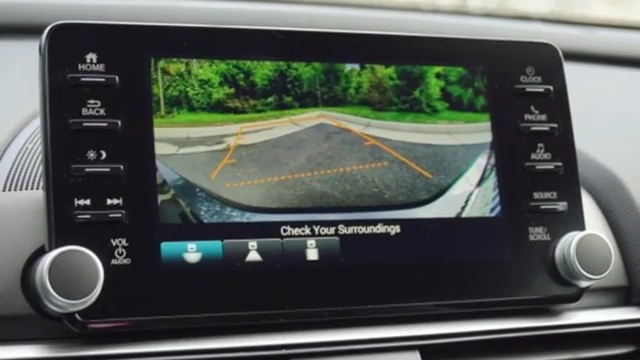 HOME
BACK
VOL
AUDIO
Check Your Surroundings
CLOCK
PHONE
AUDIO
SOURCE
TUNE/
SCROLL